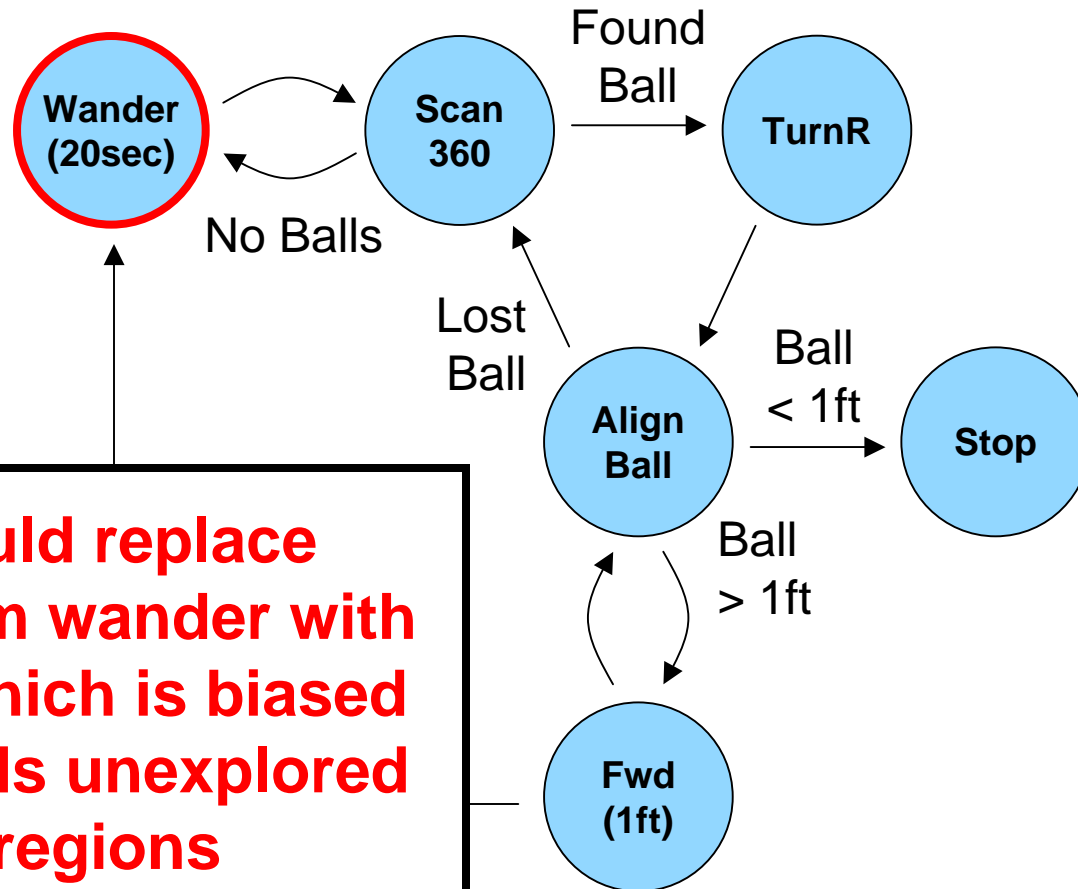 Wander
(20sec)
Scan
360
Found
Ball
TurnR
No Balls
Lost
Ball
Align
Ball
Ball
< 1ft
Stop
Ball
> 1ft
Fwd
(1ft)
replace
wander with
is biased
unexplored
regions